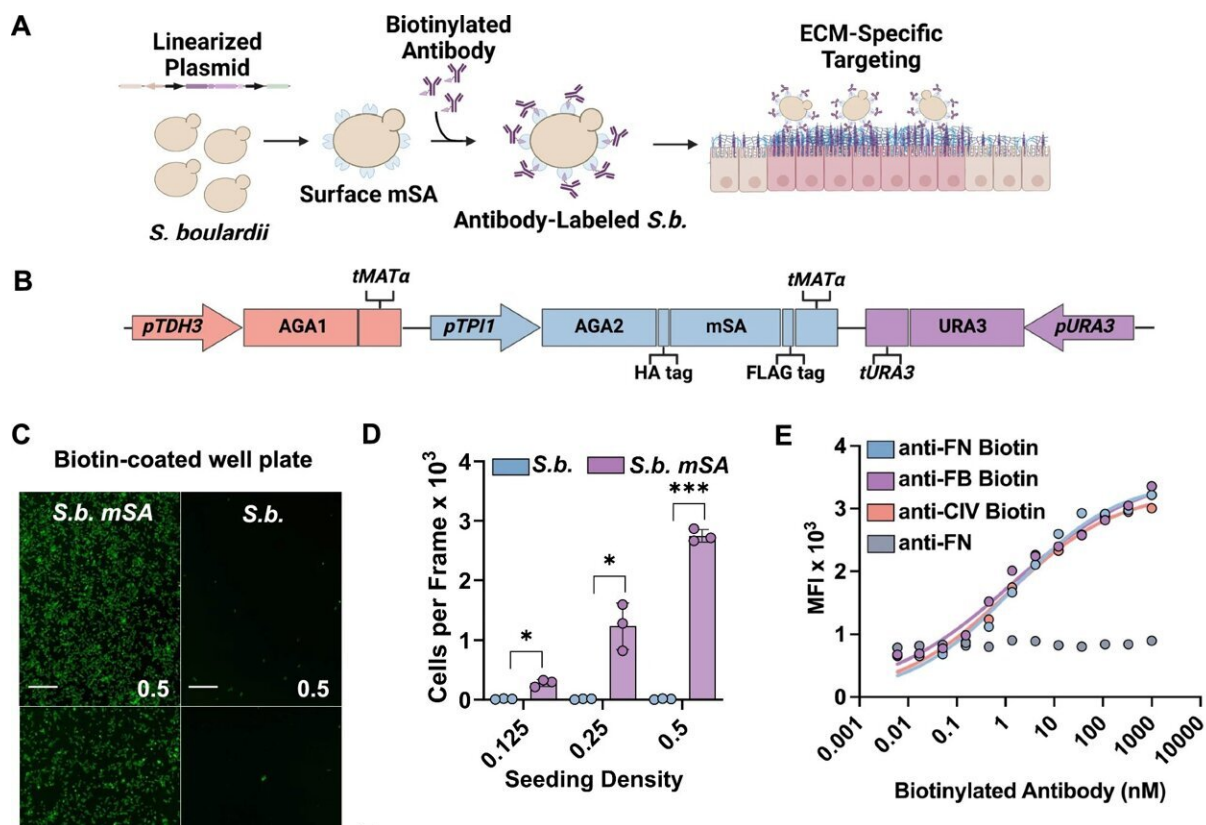 A
Linearized
Plasmid
S. boulardii
Surface mSA
Biotinylated
Antibody
Antibody-Labeled S.b.
ECM-Specific
Targeting
B
pTDH3
AGA1
tMATα
pTPI1
AGA2
HA tag
mSA
FLAG tag
tMATα
tURA3
URA3
pURA3
C
Biotin-coated well plate
S.b. mSA
S.b.
0.5
0.5
D
S.b.
S.b. mSA
Cells per Frame x 10³
4
3
2
1
0
*
*
***
0.125
0.25
0.5
Seeding Density
E
anti-FN Biotin
anti-FB Biotin
anti-CIV Biotin
anti-FN
MFI x 10³
4
3
2
1
0
0.001
0.01
0.1
1
10
100
1000
10000
Biotinylated Antibody (nM)